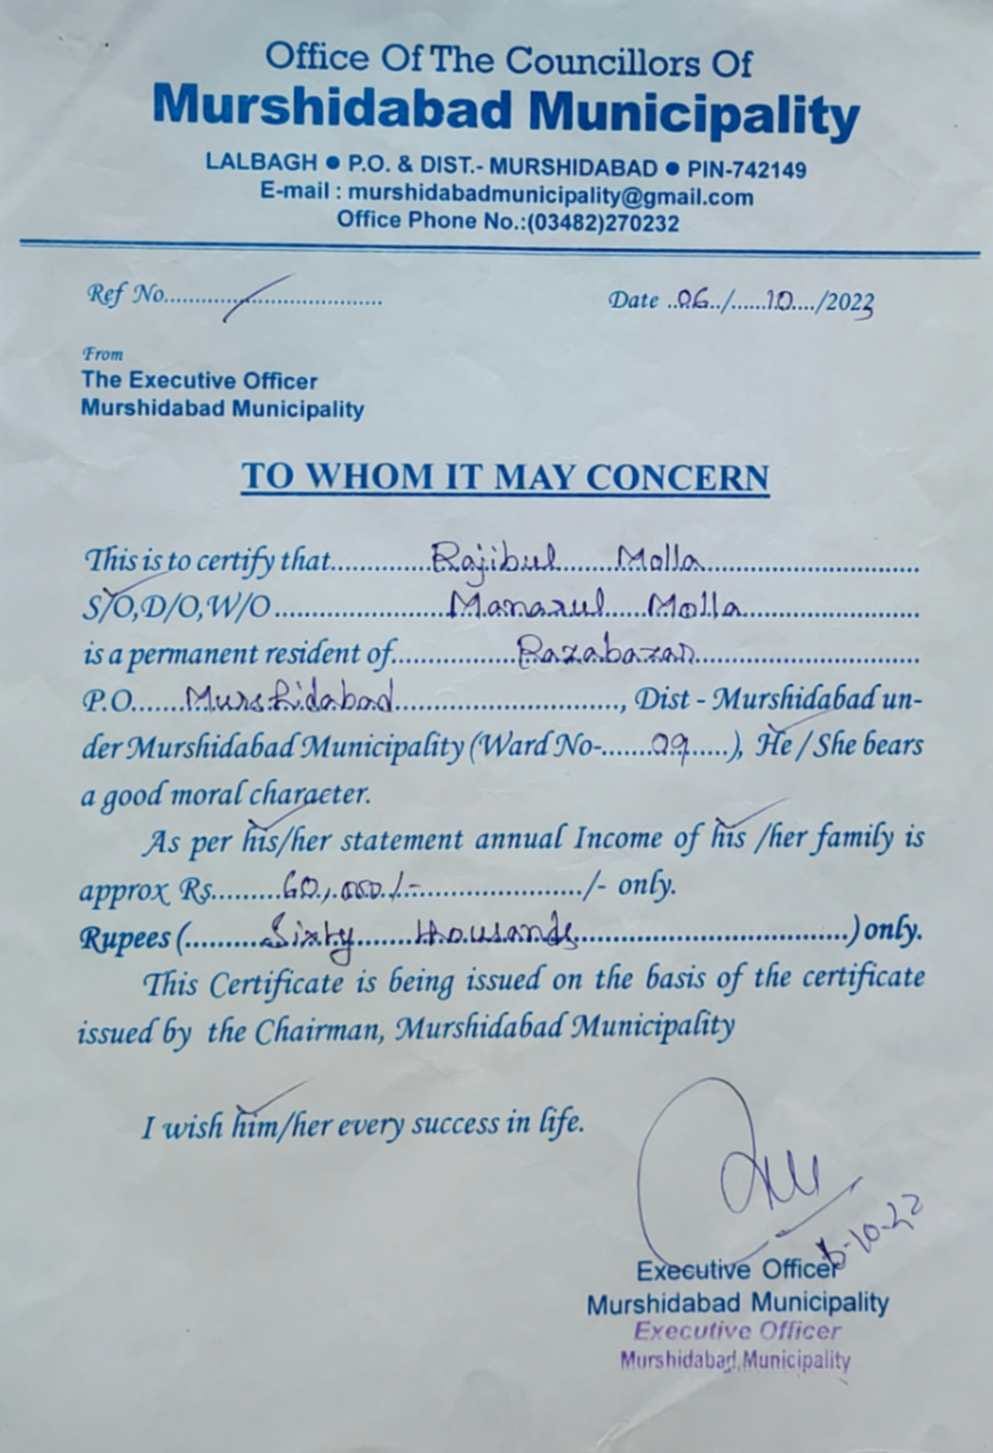 Office Of The Councillors Of
Murshidabad Municipality
LALBAGH ● P.O. & DIST.- MURSHIDABAD ● PIN-742149
E-mail : murshidabadmunicipality@gmail.com
Office Phone No.:(03482)270232
Ref No.......................................
Date ..06../......10..../2023
From
The Executive Officer
Murshidabad Municipality
TO WHOM IT MAY CONCERN
This is to certify that............Rajibul......Molla..........................
S/O,D/O,W/O......................Manarul.....Molla......................
is a permanent resident of...............Razabazar............................
P.O.......Murshidabad............................, Dist - Murshidabad un-
der Murshidabad Municipality (Ward No-.......09.....), He / She bears
a good moral character.
As per his/her statement annual Income of his /her family is
approx Rs.........60,000/-...................../- only.
Rupees (..........Sixty.......thousands...................................) only.
This Certificate is being issued on the basis of the certificate
issued by the Chairman, Murshidabad Municipality
I wish him/her every success in life.
Executive Officer
Murshidabad Municipality
Executive Officer
Murshidabad Municipality